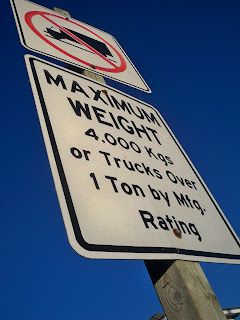 MAXIMUM
WEIGHT
4.000 Kgs
or Trucks Over
1 Ton by Mfg.
Rating